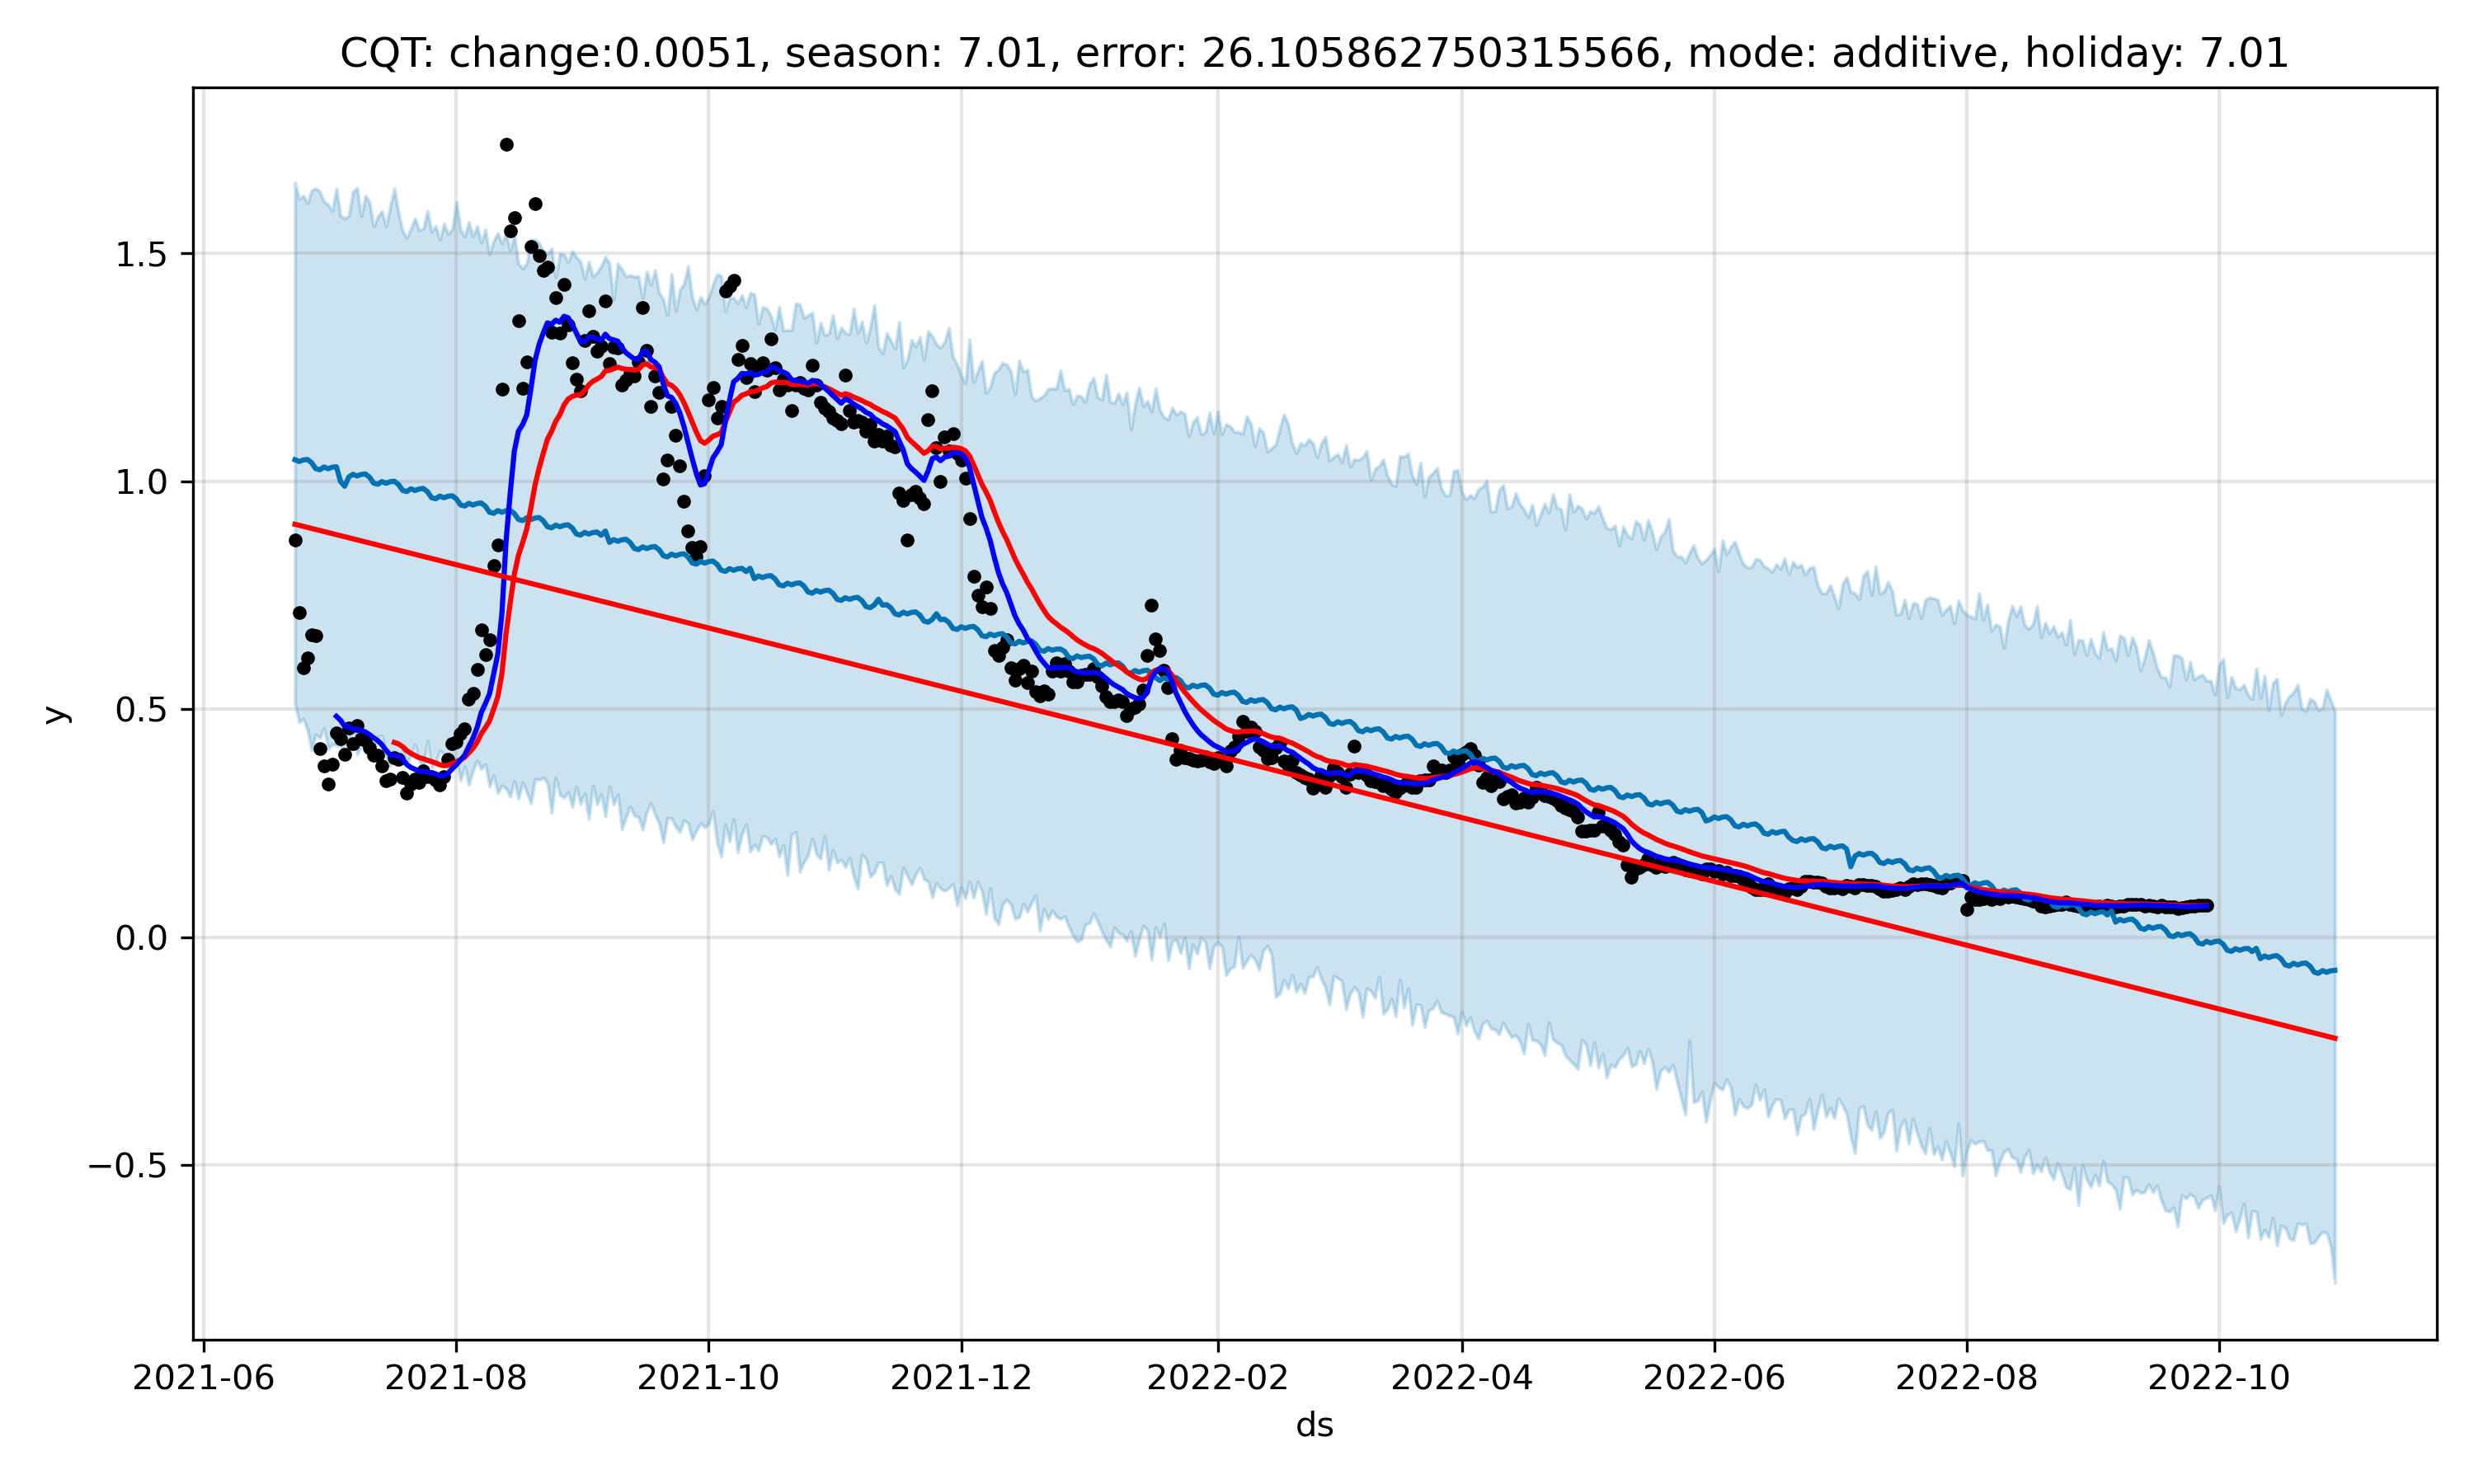 CQT: change:0.0051, season: 7.01, error: 26.105862750315566, mode: additive, holiday: 7.01
1.5
1.0
0.5
0.0
−0.5
y
2021-06 2021-08 2021-10 2021-12 2022-02 2022-04 2022-06 2022-08 2022-10
ds